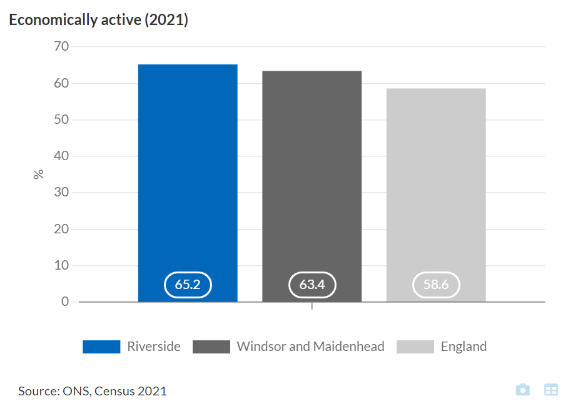 Economically active (2021)
70
60
50
40
30
20
10
0
%
65.2
63.4
58.6
Riverside
Windsor and Maidenhead
England
Source: ONS, Census 2021